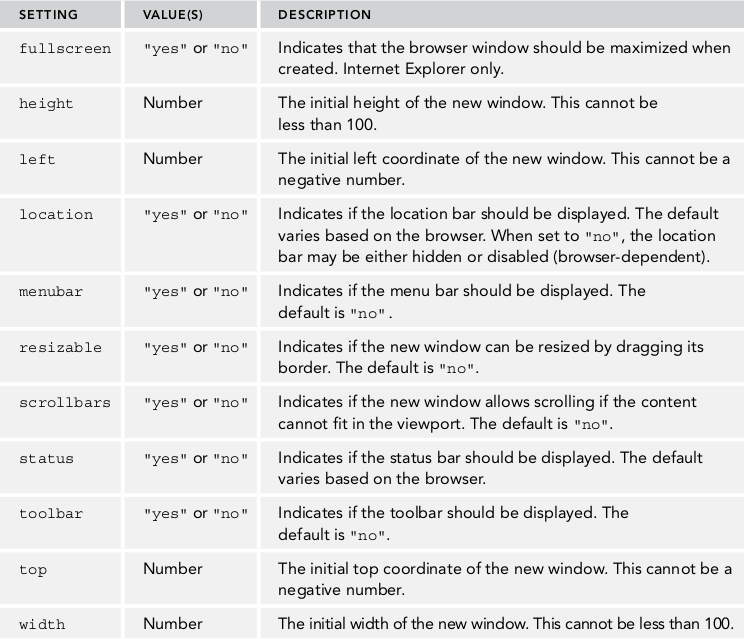 SETTING VALUE(S) DESCRIPTION
fullscreen "yes" or "no" Indicates that the browser window should be maximized when
created. Internet Explorer only.
height Number The initial height of the new window. This cannot be
less than 100.
left Number The initial left coordinate of the new window. This cannot be a
negative number.
location "yes" or "no" Indicates if the location bar should be displayed. The default
varies based on the browser. When set to "no", the location
bar may be either hidden or disabled (browser-dependent).
menubar "yes" or "no" Indicates if the menu bar should be displayed. The
default is "no".
resizable "yes" or "no" Indicates if the new window can be resized by dragging its
border. The default is "no".
scrollbars "yes" or "no" Indicates if the new window allows scrolling if the content
cannot fit in the viewport. The default is "no".
status "yes" or "no" Indicates if the status bar should be displayed. The default
varies based on the browser.
toolbar "yes" or "no" Indicates if the toolbar should be displayed. The
default is "no".
top Number The initial top coordinate of the new window. This cannot be a
negative number.
width Number The initial width of the new window. This cannot be less than 100.